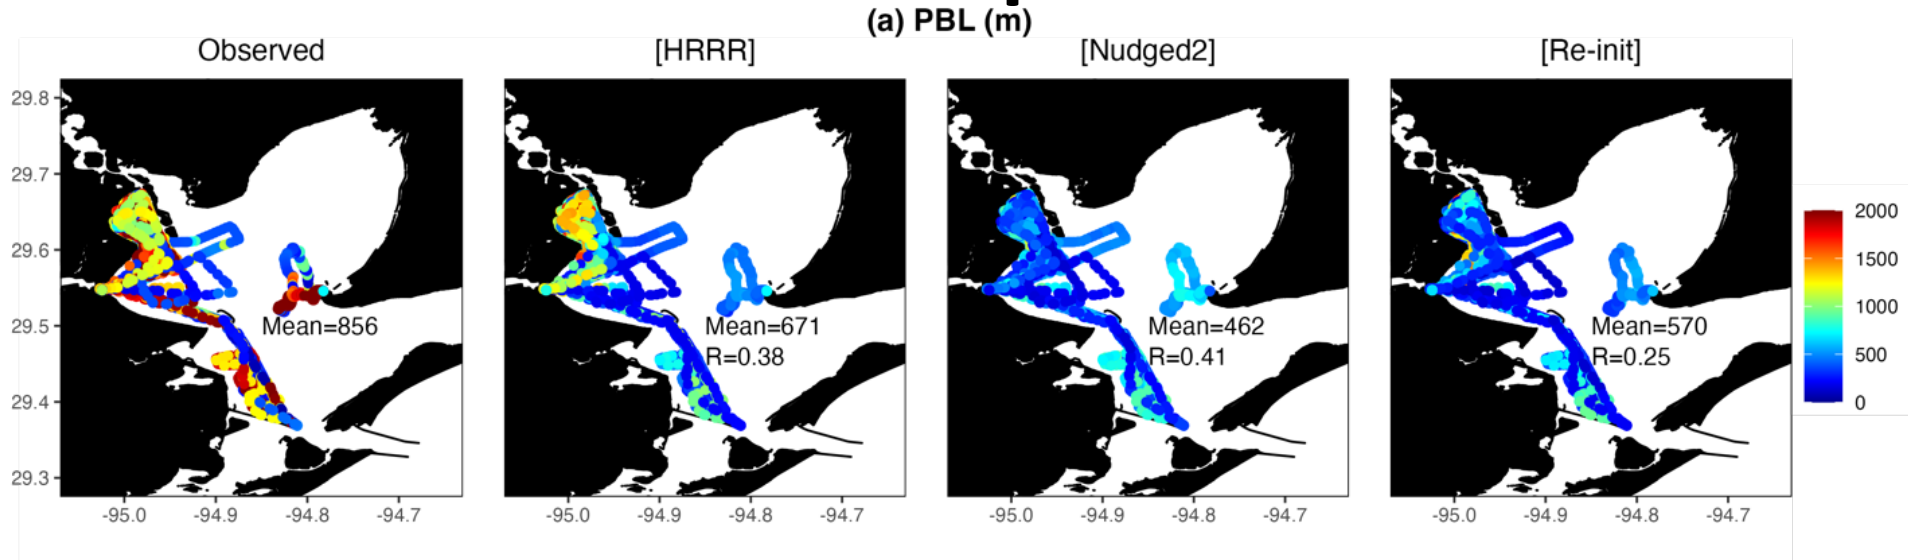 (a) PBL (m)
Observed [HRRR] [Nudged2] [Re-init]
29.8
29.7
29.6
29.5
29.4
29.3
Mean=856
Mean=671
R=0.38
Mean=462
R=0.41
Mean=570
R=0.25
2000
1500
1000
500
0
-95.0 -94.9 -94.8 -94.7
-95.0 -94.9 -94.8 -94.7
-95.0 -94.9 -94.8 -94.7
-95.0 -94.9 -94.8 -94.7